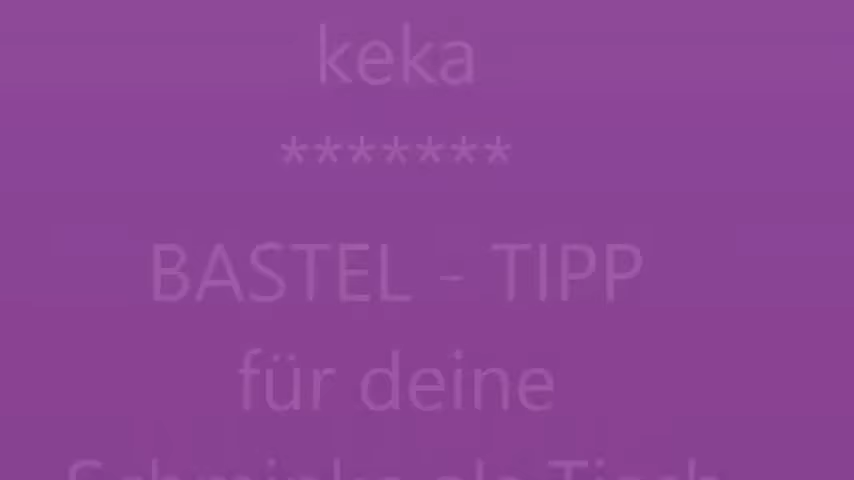 keka
*******
BASTEL - TIPP
für deine